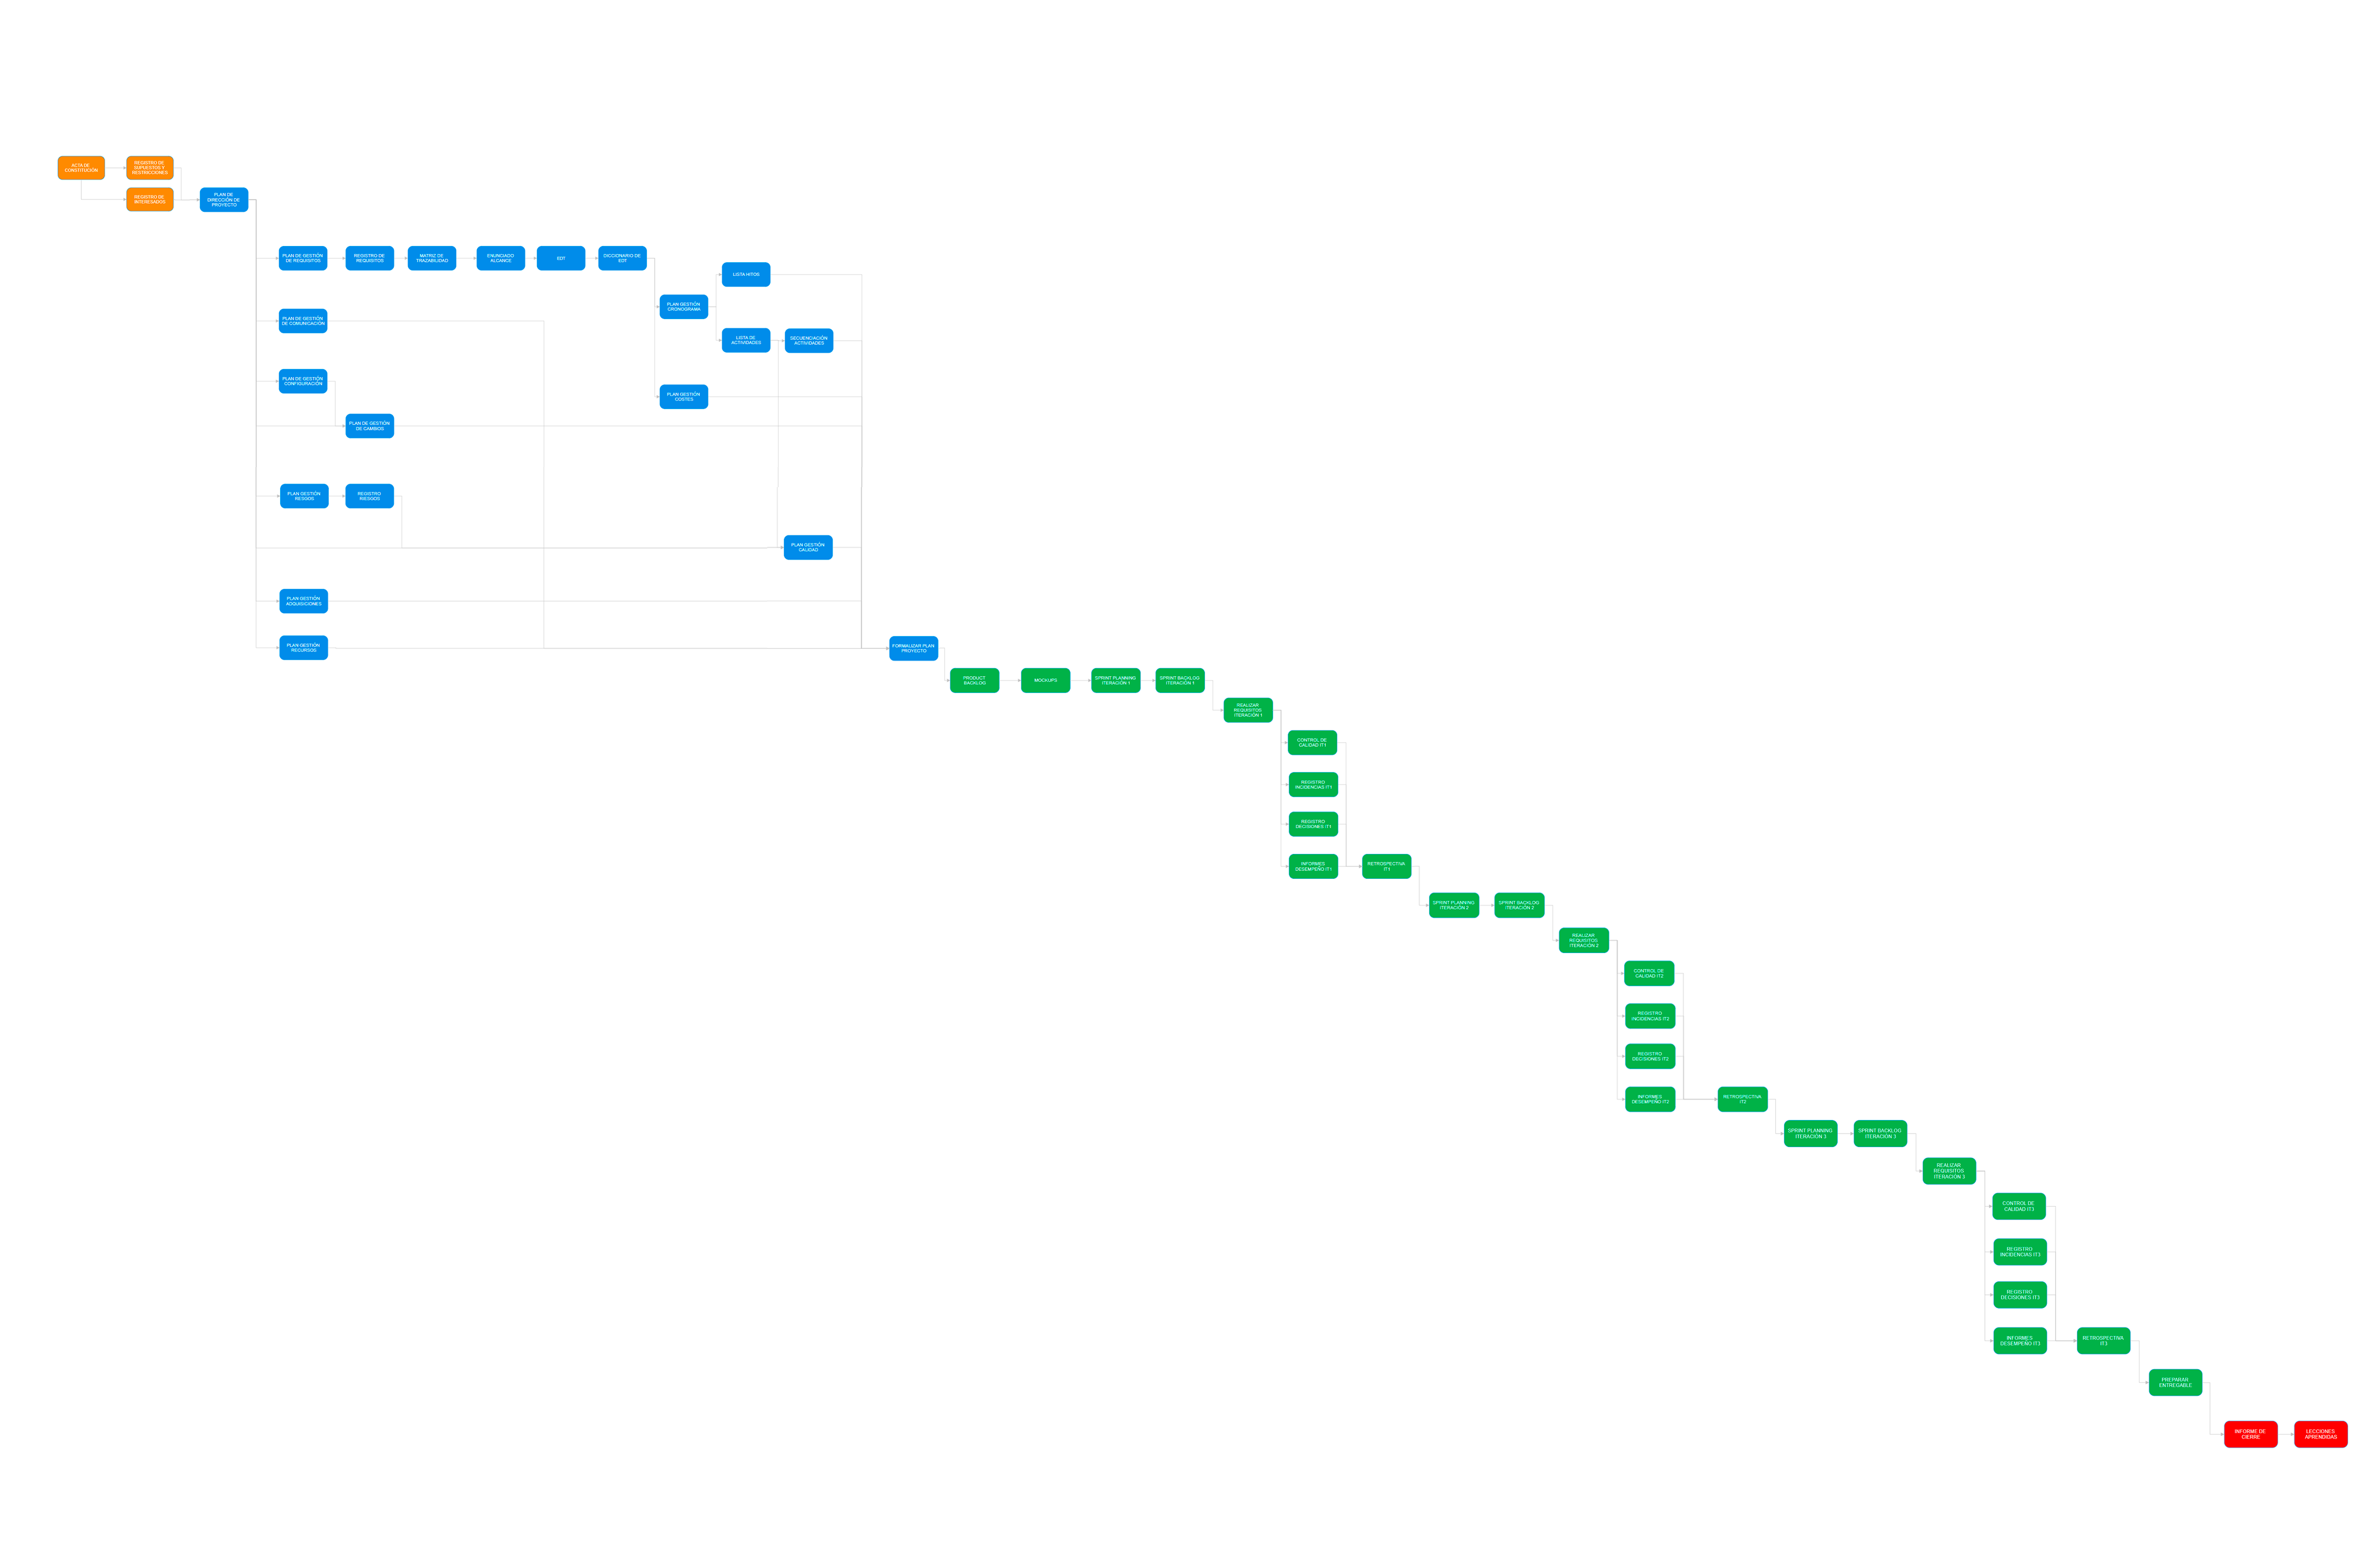 ACTA DE
CONSTITUCIÓN
REGISTRO DE
SUPUESTOS Y
RESTRICCIONES
REGISTRO DE
INTERESADOS
PLAN DE
DIRECCIÓN DE
PROYECTO
PLAN DE GESTIÓN
DE REQUISITOS
REGISTRO DE
REQUISITOS
MATRIZ DE
TRAZABILIDAD
ENUNCIADO
ALCANCE
EDT
DICCIONARIO DE
EDT
LISTA HITOS
PLAN GESTIÓN
CRONOGRAMA
PLAN DE GESTIÓN
DE COMUNICACIÓN
LISTA DE
ACTIVIDADES
SECUENCIACIÓN
ACTIVIDADES
PLAN DE GESTIÓN
CONFIGURACIÓN
PLAN GESTIÓN
COSTES
PLAN DE GESTIÓN
DE CAMBIOS
PLAN GESTIÓN
RIESGOS
REGISTRO
RIESGOS
PLAN GESTIÓN
CALIDAD
PLAN GESTIÓN
ADQUISICIONES
PLAN GESTIÓN
RECURSOS
FORMALIZAR PLAN
PROYECTO
PRODUCT
BACKLOG
MOCKUPS
SPRINT PLANNING
ITERACIÓN 1
SPRINT BACKLOG
ITERACIÓN 1
REALIZAR
REQUISITOS
ITERACIÓN 1
CONTROL DE
CALIDAD IT1
REGISTRO
INCIDENCIAS IT1
REGISTRO
DECISIONES IT1
INFORMES
DESEMPEÑO IT1
RETROSPECTIVA
IT1
SPRINT PLANNING
ITERACIÓN 2
SPRINT BACKLOG
ITERACIÓN 2
REALIZAR
REQUISITOS
ITERACIÓN 2
CONTROL DE
CALIDAD IT2
REGISTRO
INCIDENCIAS IT2
REGISTRO
DECISIONES IT2
INFORMES
DESEMPEÑO IT2
RETROSPECTIVA
IT2
SPRINT PLANNING
ITERACIÓN 3
SPRINT BACKLOG
ITERACIÓN 3
REALIZAR
REQUISITOS
ITERACIÓN 3
CONTROL DE
CALIDAD IT3
REGISTRO
INCIDENCIAS IT3
REGISTRO
DECISIONES IT3
INFORMES
DESEMPEÑO IT3
RETROSPECTIVA
IT3
PREPARAR
ENTREGABLE
INFORME DE
CIERRE
LECCIONES
APRENDIDAS